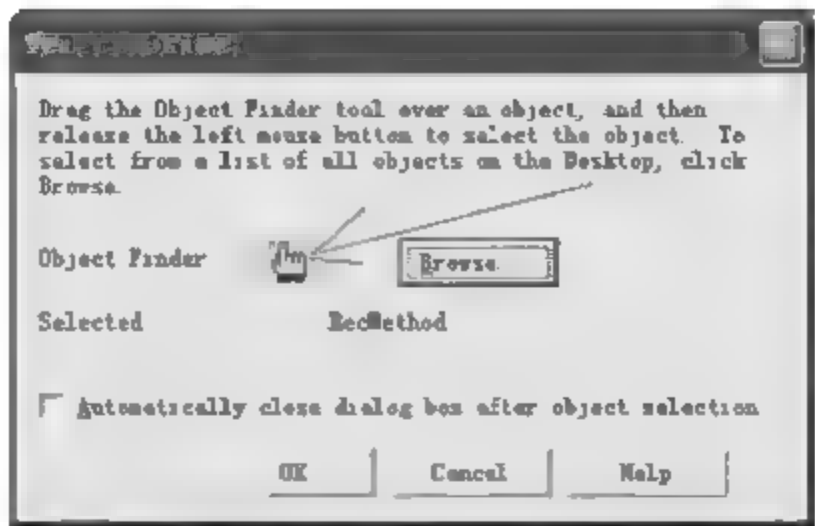 Drag the Object Finder tool over an object, and then
release the left mouse button to select the object. To
select from a list of all objects on the Desktop, click
Browse.
Object Finder
Browse.
Selected RecMethod
Automatically close dialog box after object selection
OK Cancel Help